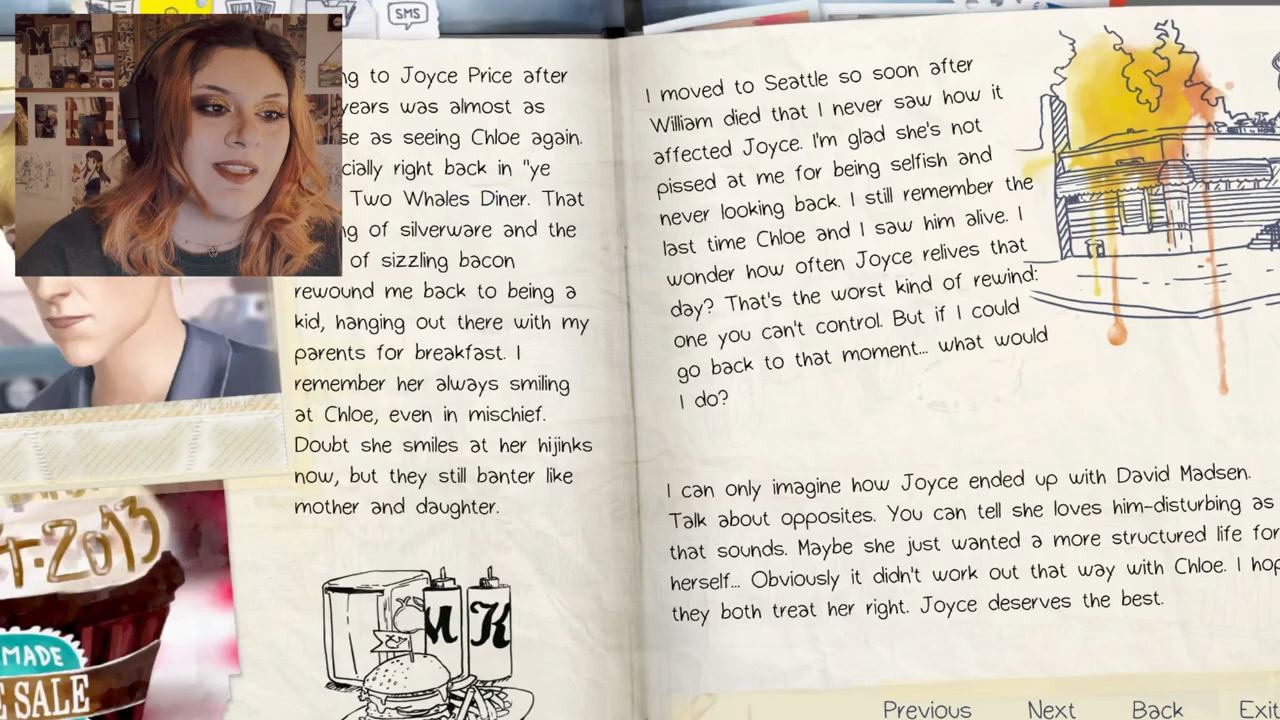 SMS
ng to Joyce Price after
years was almost as
se as seeing Chloe again.
cially right back in "ye
Two Whales Diner. That
ng of silverware and the
of sizzling bacon
rewound me back to being a
kid, hanging out there with my
parents for breakfast. I
remember her always smiling
at Chloe, even in mischief.
Doubt she smiles at her hijinks
now, but they still banter like
mother and daughter.
T-2013
MADE
E SALE
M K
I moved to Seattle so soon after
William died that I never saw how it
affected Joyce. I'm glad she's not
pissed at me for being selfish and
never looking back. I still remember the
last time Chloe and I saw him alive. I
wonder how often Joyce relives that
day? That's the worst kind of rewind:
one you can't control. But if I could
go back to that moment... what would
I do?
I can only imagine how Joyce ended up with David Madsen.
Talk about opposites. You can tell she loves him-disturbing as
that sounds. Maybe she just wanted a more structured life for
herself... Obviously it didn't work out that way with Chloe. I hop
they both treat her right. Joyce deserves the best.
Previous Next Back Exit